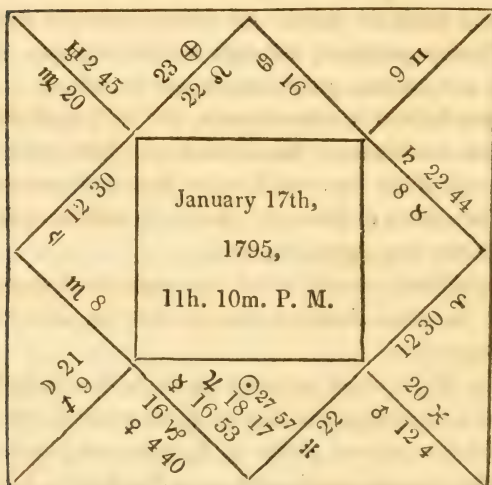 ♅ 2 45
♍ 20
23 ⊕
22 ♌
♋ 16
9 ♊
♄ 22 44
8 ♉
♎ 12 30
January 17th,
1795,
11h. 10m. P. M.
12 30 ♈
♏ 8
☽ 21
♐ 9
☿ 16 53
♃ 18 17
☉ 27 57
16 ♑
♀ 4 40
♒ 22
20 ♓
♂ 12 4